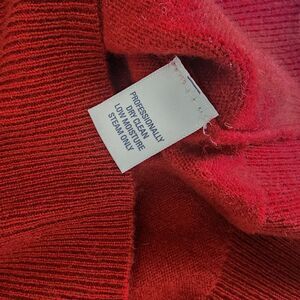 PROFESSIONALLY
DRY CLEAN
LOW MOISTURE
STEAM ONLY